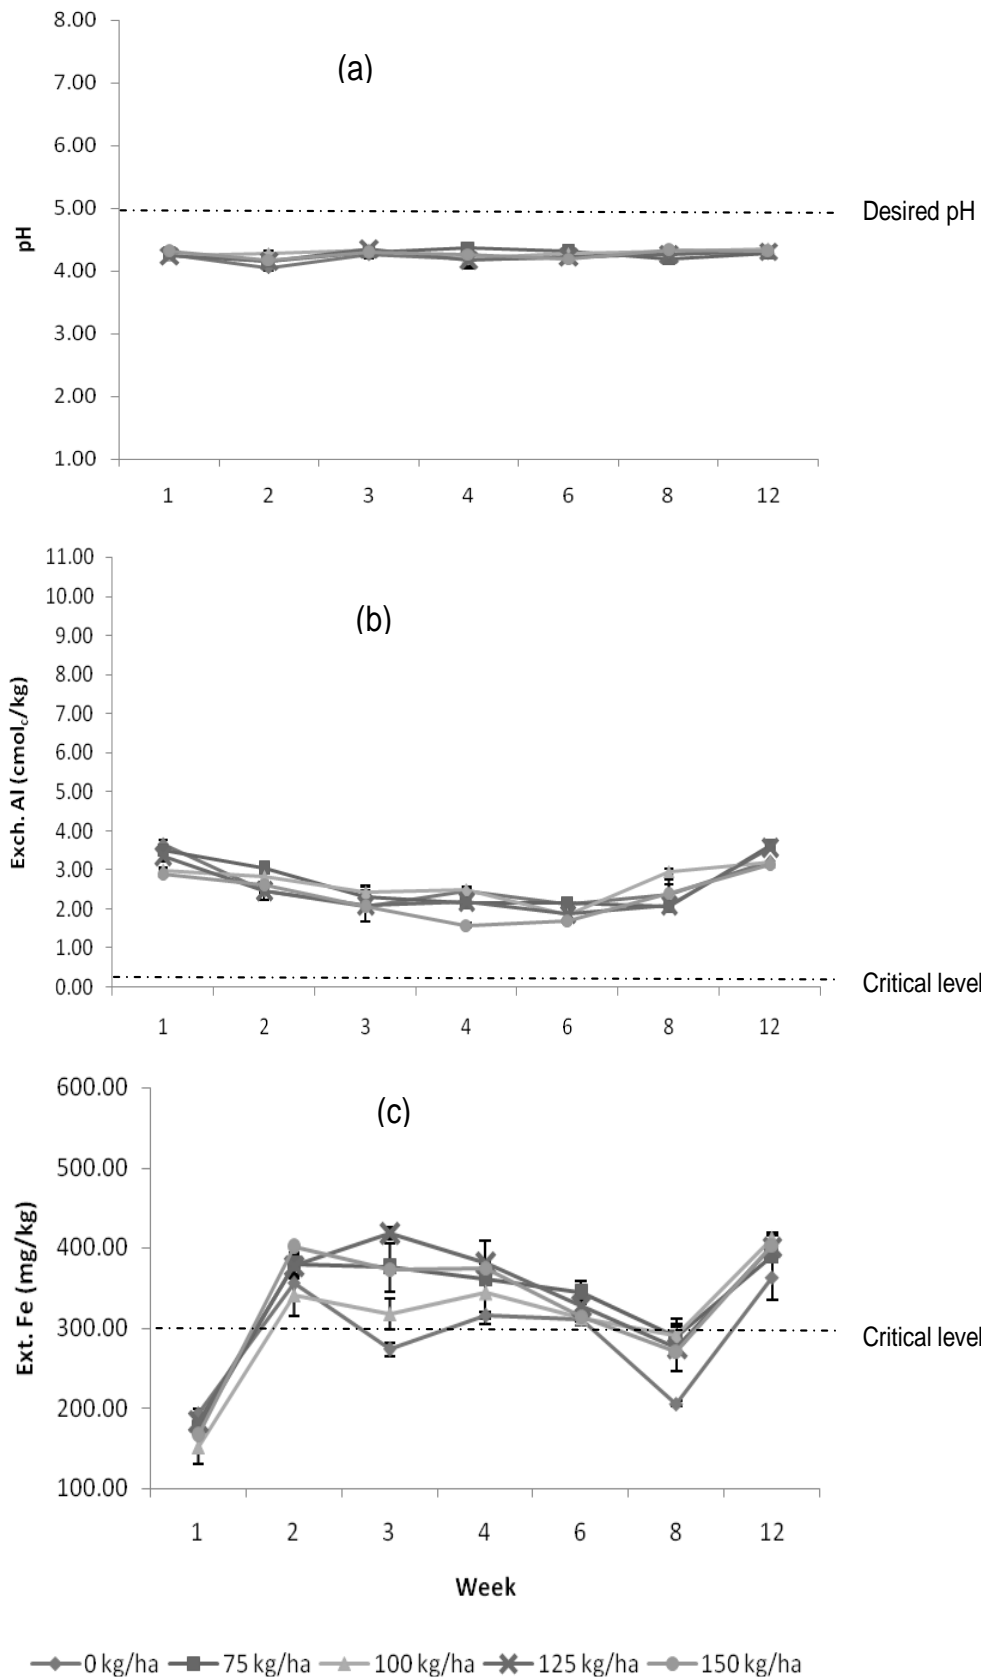 (a)
8.00
7.00
6.00
5.00
4.00
3.00
2.00
1.00
pH
Desired pH
1 2 3 4 6 8 12
(b)
11.00
10.00
9.00
8.00
7.00
6.00
5.00
4.00
3.00
2.00
1.00
0.00
Exch. Al (cmolc/kg)
Critical level
1 2 3 4 6 8 12
(c)
600.00
500.00
400.00
300.00
200.00
100.00
Ext. Fe (mg/kg)
Critical level
1 2 3 4 6 8 12
Week
0 kg/ha 75 kg/ha 100 kg/ha 125 kg/ha 150 kg/ha